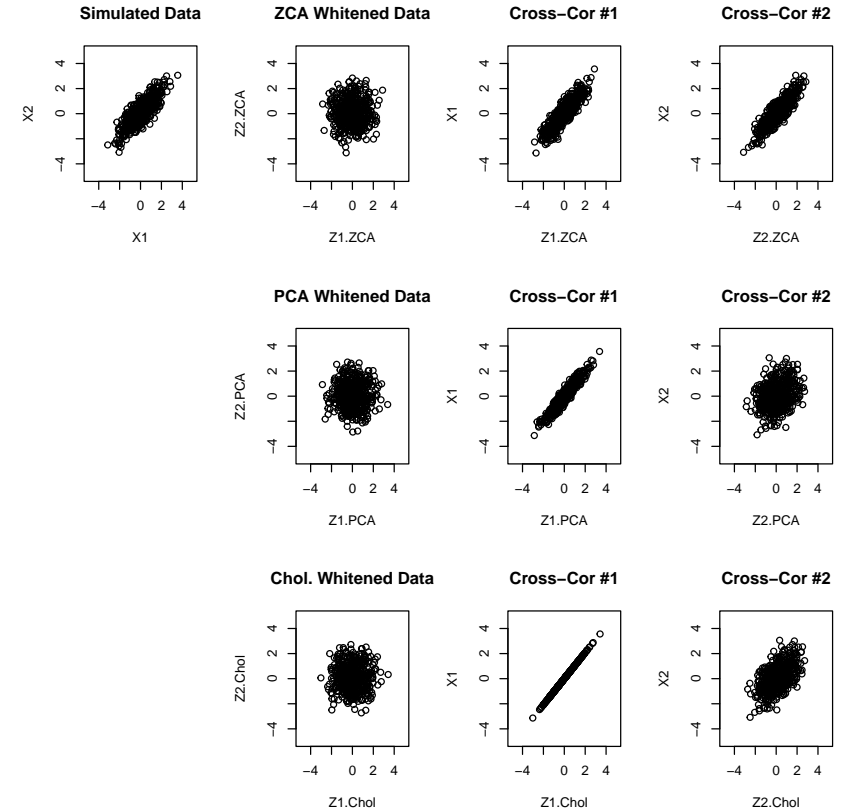 Simulated Data
X2
4
2
0
−4
−4
0
2
4
X1
ZCA Whitened Data
Z2.ZCA
4
2
0
−4
−4
0
2
4
Z1.ZCA
Cross−Cor #1
X1
4
2
0
−4
−4
0
2
4
Z1.ZCA
Cross−Cor #2
X2
4
2
0
−4
−4
0
2
4
Z2.ZCA
PCA Whitened Data
Z2.PCA
4
2
0
−4
−4
0
2
4
Z1.PCA
Cross−Cor #1
X1
4
2
0
−4
−4
0
2
4
Z1.PCA
Cross−Cor #2
X2
4
2
0
−4
−4
0
2
4
Z2.PCA
Chol. Whitened Data
Z2.Chol
4
2
0
−4
−4
0
2
4
Z1.Chol
Cross−Cor #1
X1
4
2
0
−4
−4
0
2
4
Z1.Chol
Cross−Cor #2
X2
4
2
0
−4
−4
0
2
4
Z2.Chol